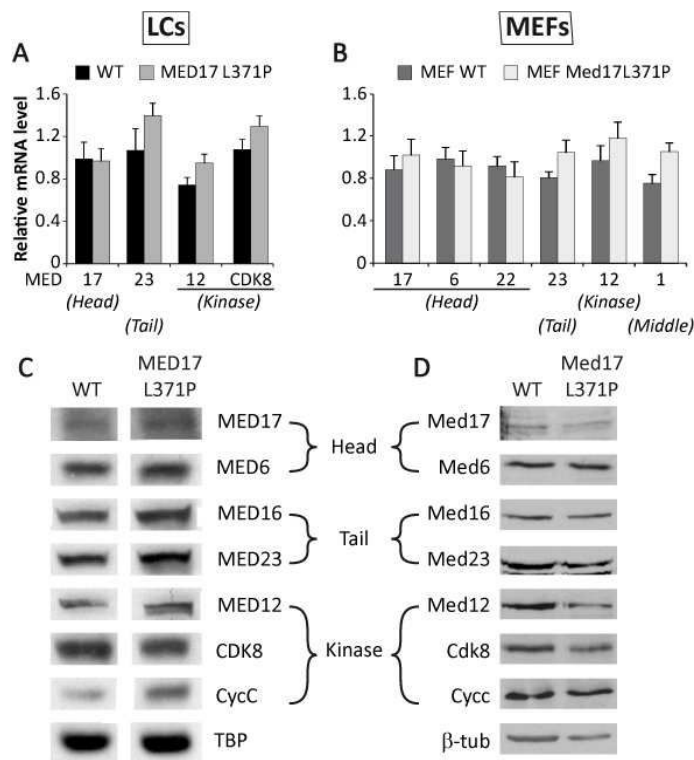 LCs
MEFs
A
WT
MED17 L371P
Relative mRNA level
1.6
1.2
0.8
0.4
0
MED 17 23 12 CDK8
(Head) (Kinase)
(Tail)
B
MEF WT
MEF Med17L371P
1.6
1.2
0.8
0.4
0
17 6 22 23 12 1
(Head) (Kinase)
(Tail) (Middle)
C
WT
MED17
L371P
D
WT
Med17
L371P
MED17 Med17
Head
MED6 Med6
MED16 Med16
Tail
MED23 Med23
MED12 Med12
CDK8 Kinase Cdk8
CycC Cycc
TBP β-tub